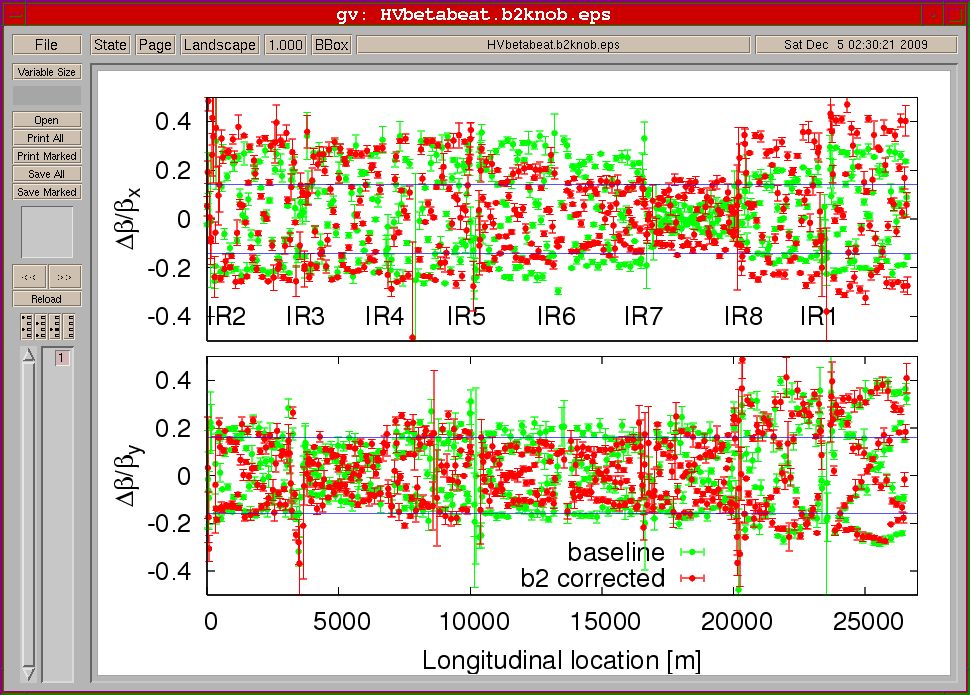 gv: HVbetabeat.b2knob.eps
File State Page Landscape 1.000 BBox HVbetabeat.b2knob.eps Sat Dec 5 02:30:21 2009
Variable Size
Open
Print All
Print Marked
Save All
Save Marked
<< >>
Reload
1
0.4
0.2
0
-0.2
-0.4
Δβ/βx
IR2 IR3 IR4 IR5 IR6 IR7 IR8 IR1
0.4
0.2
0
-0.2
-0.4
Δβ/βy
baseline
b2 corrected
0 5000 10000 15000 20000 25000
Longitudinal location [m]